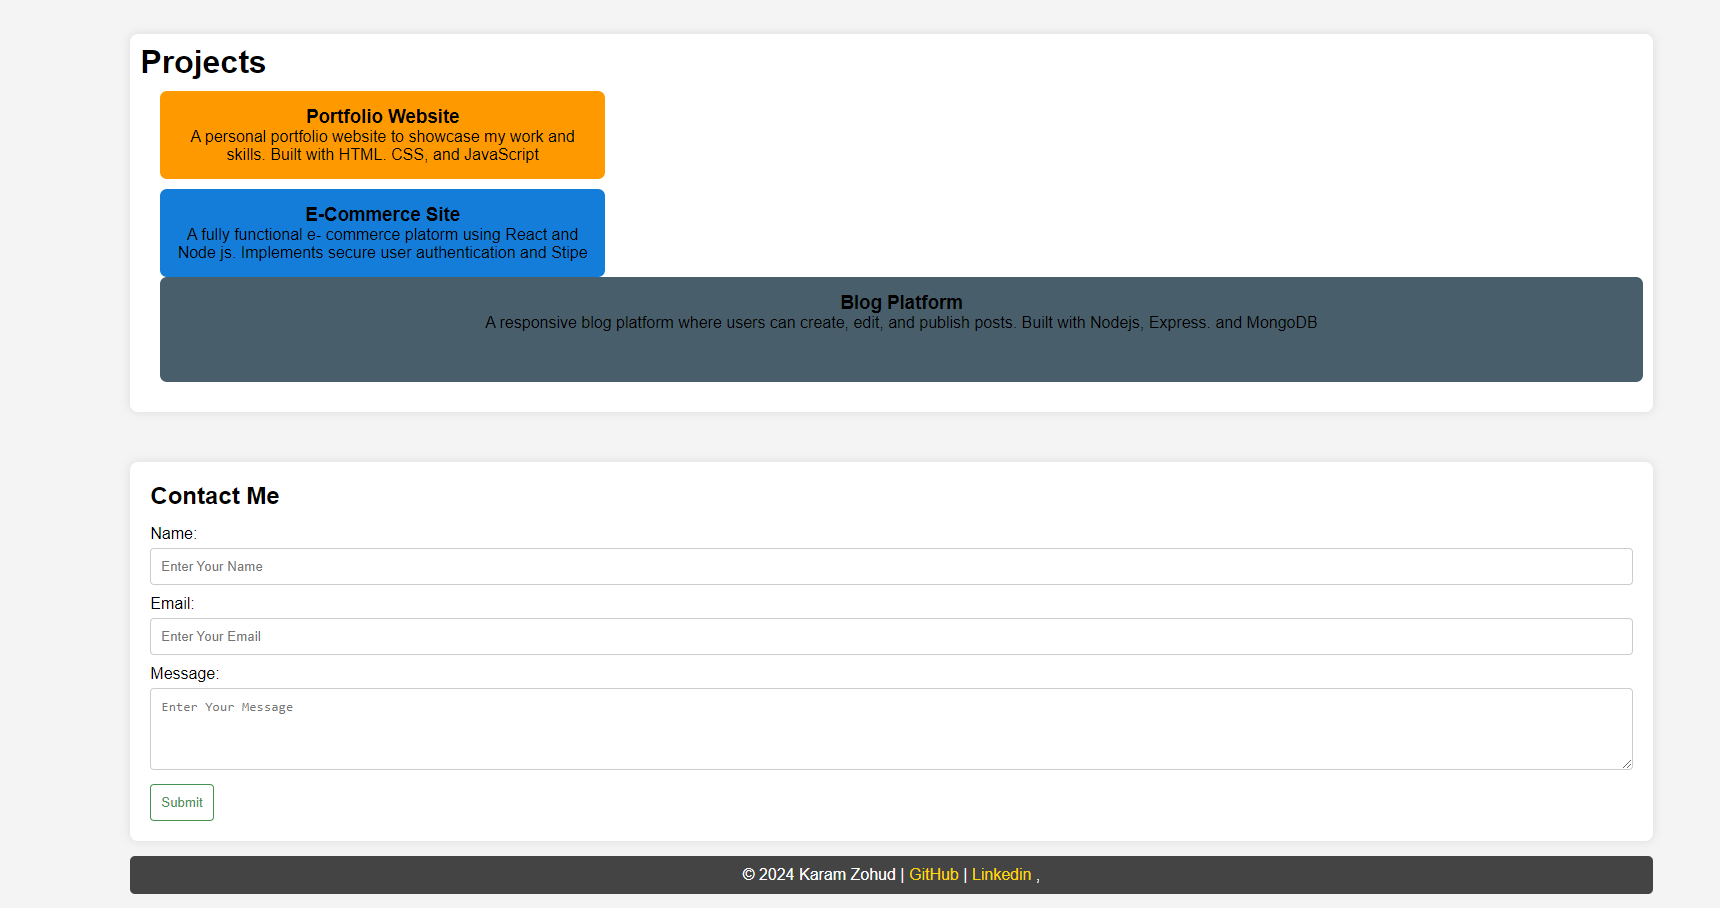 Projects
Portfolio Website
A personal portfolio website to showcase my work and
skills. Built with HTML. CSS, and JavaScript
E-Commerce Site
A fully functional e- commerce platorm using React and
Node js. Implements secure user authentication and Stipe
Blog Platform
A responsive blog platform where users can create, edit, and publish posts. Built with Nodejs, Express. and MongoDB
Contact Me
Name:
Enter Your Name
Email:
Enter Your Email
Message:
Enter Your Message
Submit
© 2024 Karam Zohud | GitHub | Linkedin ,